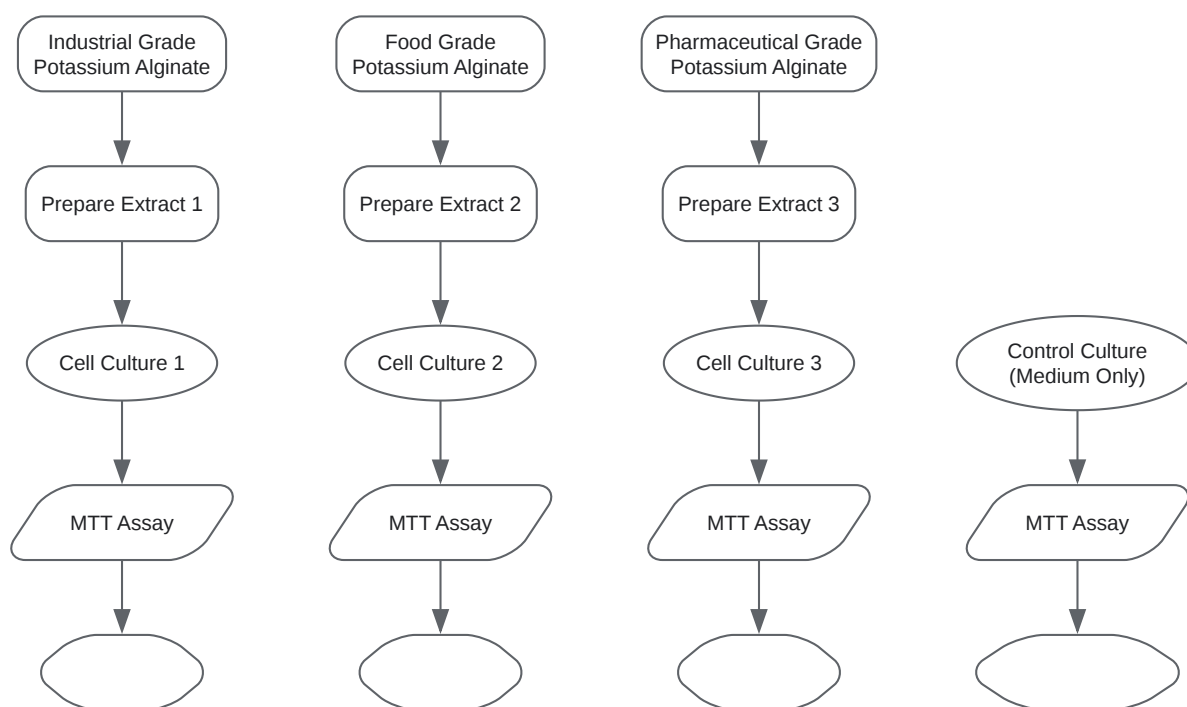 Industrial Grade
Potassium Alginate
Food Grade
Potassium Alginate
Pharmaceutical Grade
Potassium Alginate
Prepare Extract 1
Prepare Extract 2
Prepare Extract 3
Cell Culture 1
Cell Culture 2
Cell Culture 3
Control Culture
(Medium Only)
MTT Assay
MTT Assay
MTT Assay
MTT Assay